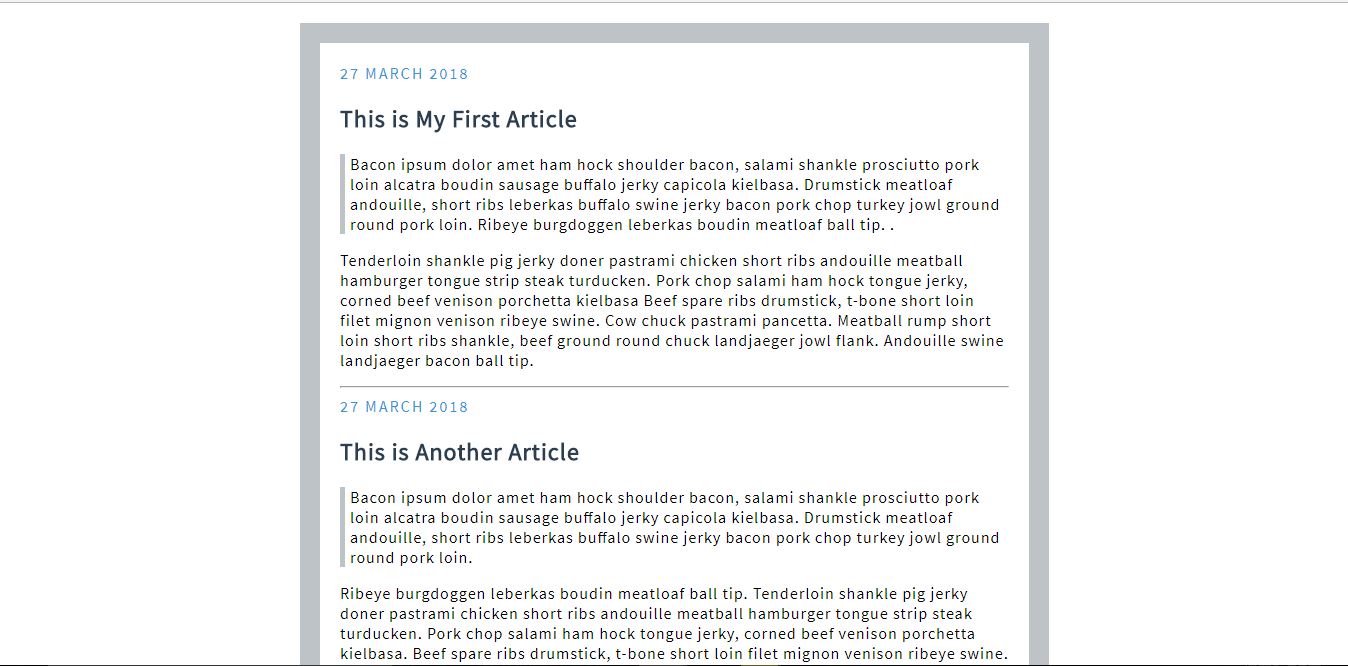 27 MARCH 2018
This is My First Article
Bacon ipsum dolor amet ham hock shoulder bacon, salami shankle prosciutto pork
loin alcatra boudin sausage buffalo jerky capicola kielbasa. Drumstick meatloaf
andouille, short ribs leberkas buffalo swine jerky bacon pork chop turkey jowl ground
round pork loin. Ribeye burgdoggen leberkas boudin meatloaf ball tip. .
Tenderloin shankle pig jerky doner pastrami chicken short ribs andouille meatball
hamburger tongue strip steak turducken. Pork chop salami ham hock tongue jerky,
corned beef venison porchetta kielbasa Beef spare ribs drumstick, t-bone short loin
filet mignon venison ribeye swine. Cow chuck pastrami pancetta. Meatball rump short
loin short ribs shankle, beef ground round chuck landjaeger jowl flank. Andouille swine
landjaeger bacon ball tip.
27 MARCH 2018
This is Another Article
Bacon ipsum dolor amet ham hock shoulder bacon, salami shankle prosciutto pork
loin alcatra boudin sausage buffalo jerky capicola kielbasa. Drumstick meatloaf
andouille, short ribs leberkas buffalo swine jerky bacon pork chop turkey jowl ground
round pork loin.
Ribeye burgdoggen leberkas boudin meatloaf ball tip. Tenderloin shankle pig jerky
doner pastrami chicken short ribs andouille meatball hamburger tongue strip steak
turducken. Pork chop salami ham hock tongue jerky, corned beef venison porchetta
kielbasa. Beef spare ribs drumstick, t-bone short loin filet mignon venison ribeye swine.